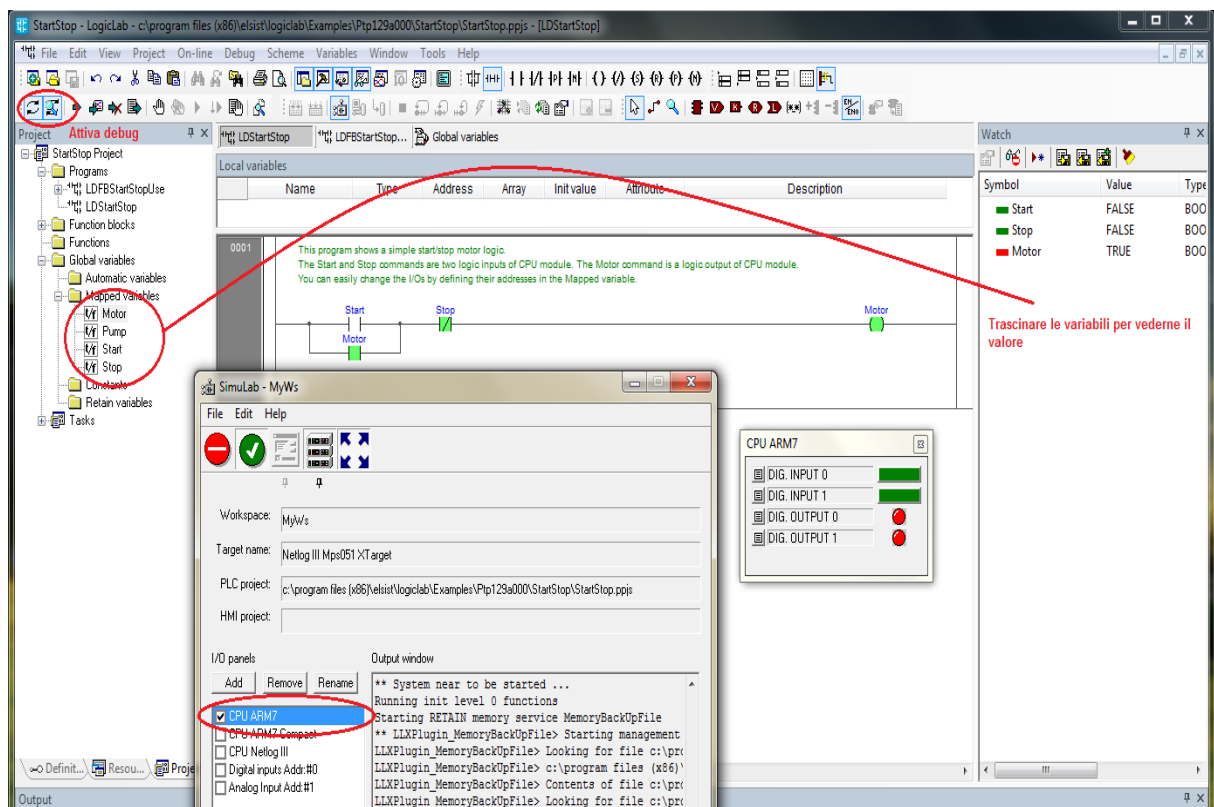 StartStop - LogicLab - c:\program files (x86)\elsist\logiclab\Examples\Ptp129a000\StartStop\StartStop.ppjs - [LDStartStop]
File Edit View Project On-line Debug Scheme Variables Window Tools Help
Project
Attiva debug
StartStop Project
Programs
LDFBStartStopUse
LDStartStop
Function blocks
Functions
Global variables
Automatic variables
Mapped variables
Motor
Pump
Start
Stop
Constants
Retain variables
Tasks
Definit... Resou... Proje
Output
LDStartStop LDFBStartStop... Global variables
Local variables
Name Type Address Array Init value Attribute Description
0001
This program shows a simple start/stop motor logic.
The Start and Stop commands are two logic inputs of CPU module. The Motor command is a logic output of CPU module.
You can easily change the I/Os by defining their addresses in the Mapped variable.
Start Stop Motor
Motor
Watch
Symbol Value Type
Start FALSE BOO
Stop FALSE BOO
Motor TRUE BOO
Trascinare le variabili per vederne il
valore
SimuLab - MyWs
File Edit Help
Workspace: MyWs
Target name: Netlog III Mps051 XTarget
PLC project: c:\program files (x86)\elsist\logiclab\Examples\Ptp129a000\StartStop\StartStop.ppjs
HMI project:
I/O panels
Add Remove Rename
CPU ARM7
CPU ARM7 Compact
CPU Netlog III
Digital inputs Addr:#0
Analog Input Add:#1
Output window
** System near to be started ...
Running init level 0 functions
Starting RETAIN memory service MemoryBackUpFile
** LLXPlugin_MemoryBackUpFile> Starting management
LLXPlugin_MemoryBackUpFile> Looking for file c:\pro
LLXPlugin_MemoryBackUpFile> c:\program files (x86)\
LLXPlugin_MemoryBackUpFile> Contents of file c:\pro
LLXPlugin_MemoryBackUpFile> Looking for file c:\pro
CPU ARM7
DIG. INPUT 0
DIG. INPUT 1
DIG. OUTPUT 0
DIG. OUTPUT 1